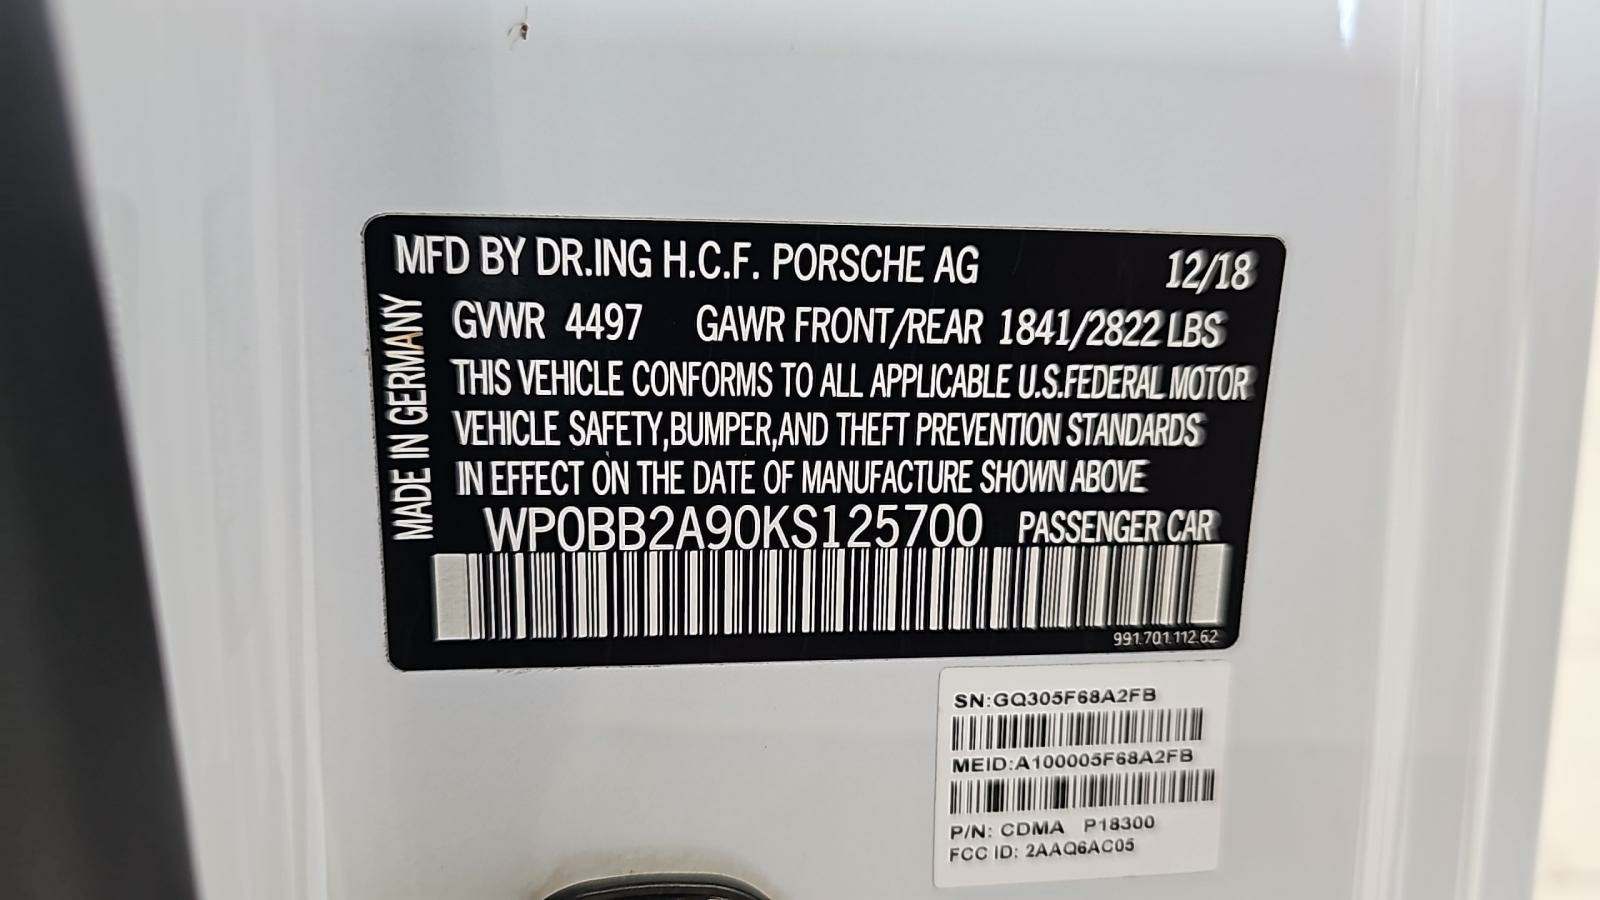 MFD BY DR.ING H.C.F. PORSCHE AG 12/18
MADE IN GERMANY
GVWR 4497 GAWR FRONT/REAR 1841/2822 LBS
THIS VEHICLE CONFORMS TO ALL APPLICABLE U.S.FEDERAL MOTOR
VEHICLE SAFETY,BUMPER,AND THEFT PREVENTION STANDARDS
IN EFFECT ON THE DATE OF MANUFACTURE SHOWN ABOVE
WP0BB2A90KS125700 PASSENGER CAR
991.701.112.62
SN:GQ305F68A2FB
MEID:A100005F68A2FB
P/N: CDMA P18300
FCC ID: 2AAQ6AC05